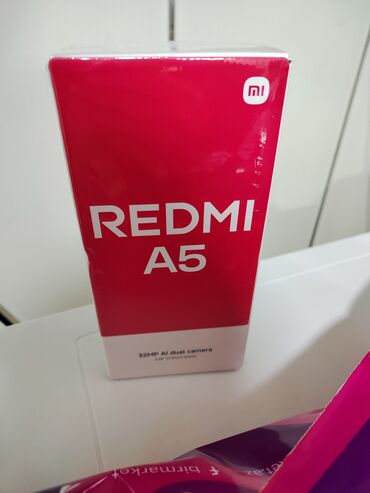 mi
REDMI
A5
32MP AI dual camera
birmarket